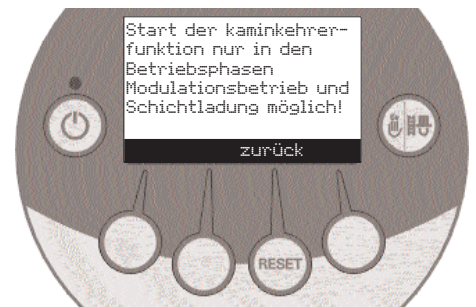 Start der kaminkehrer-
funktion nur in den
Betriebsphasen
Modulationsbetrieb und
Schichtladung möglich!
zurück
RESET